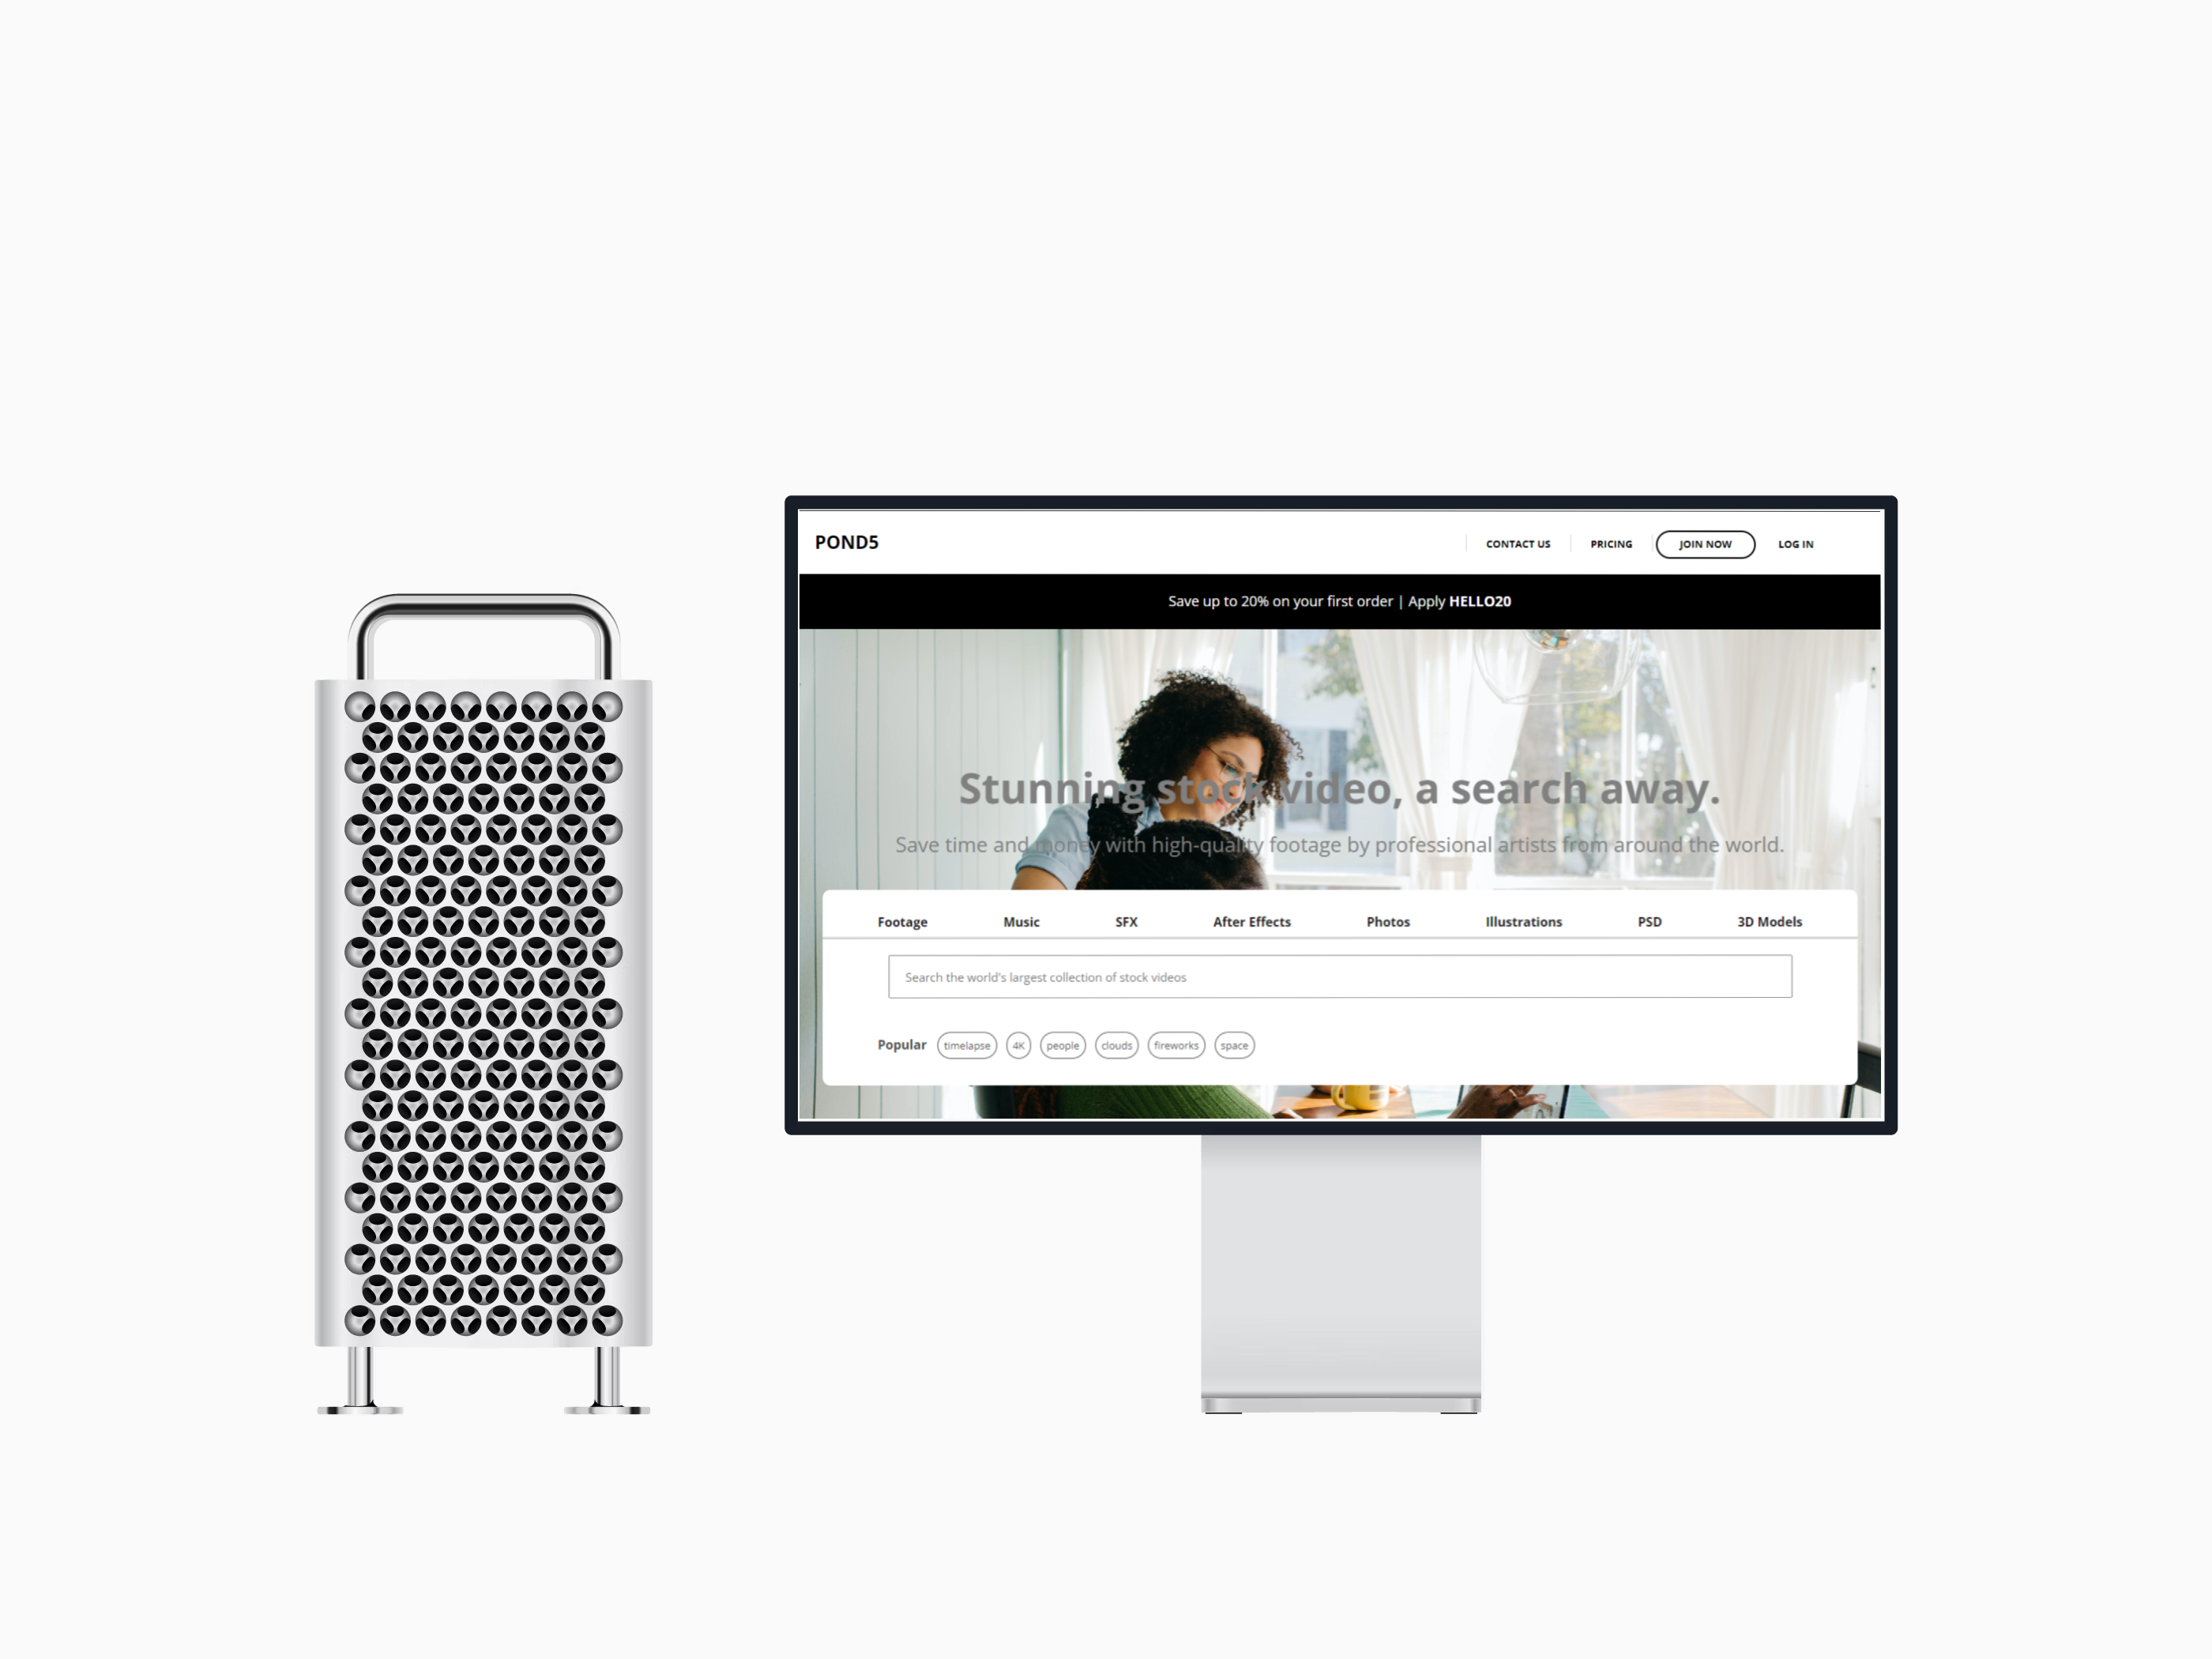 POND5
CONTACT US
PRICING
JOIN NOW
LOG IN
Save up to 20% on your first order | Apply HELLO20
Stunning stock video, a search away.
Save time and money with high-quality footage by professional artists from around the world.
Footage Music SFX After Effects Photos Illustrations PSD 3D Models
Search the world's largest collection of stock videos
Popular timelapse 4K people clouds fireworks space